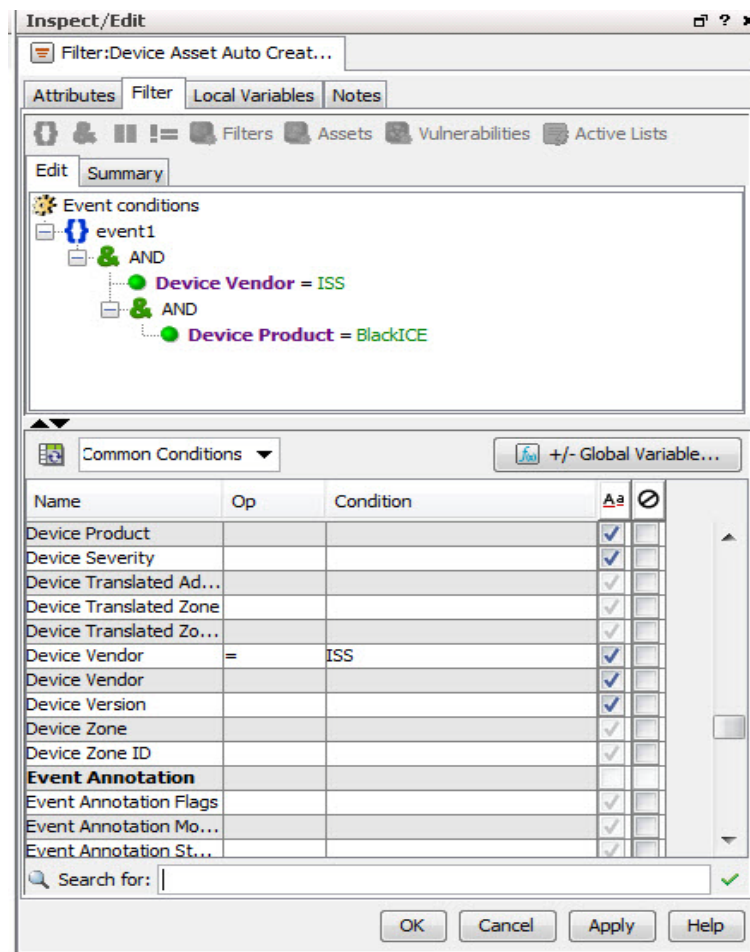 Inspect/Edit
Filter:Device Asset Auto Creat...
Attributes Filter Local Variables Notes
{} & != Filters Assets Vulnerabilities Active Lists
Edit Summary
Event conditions
{} event1
& AND
Device Vendor = ISS
& AND
Device Product = BlackICE
Common Conditions +/- Global Variable...
Name Op Condition Aa
Device Product
Device Severity
Device Translated Ad...
Device Translated Zone
Device Translated Zo...
Device Vendor = ISS
Device Vendor
Device Version
Device Zone
Device Zone ID
Event Annotation
Event Annotation Flags
Event Annotation Mo...
Event Annotation St...
Search for:
OK Cancel Apply Help